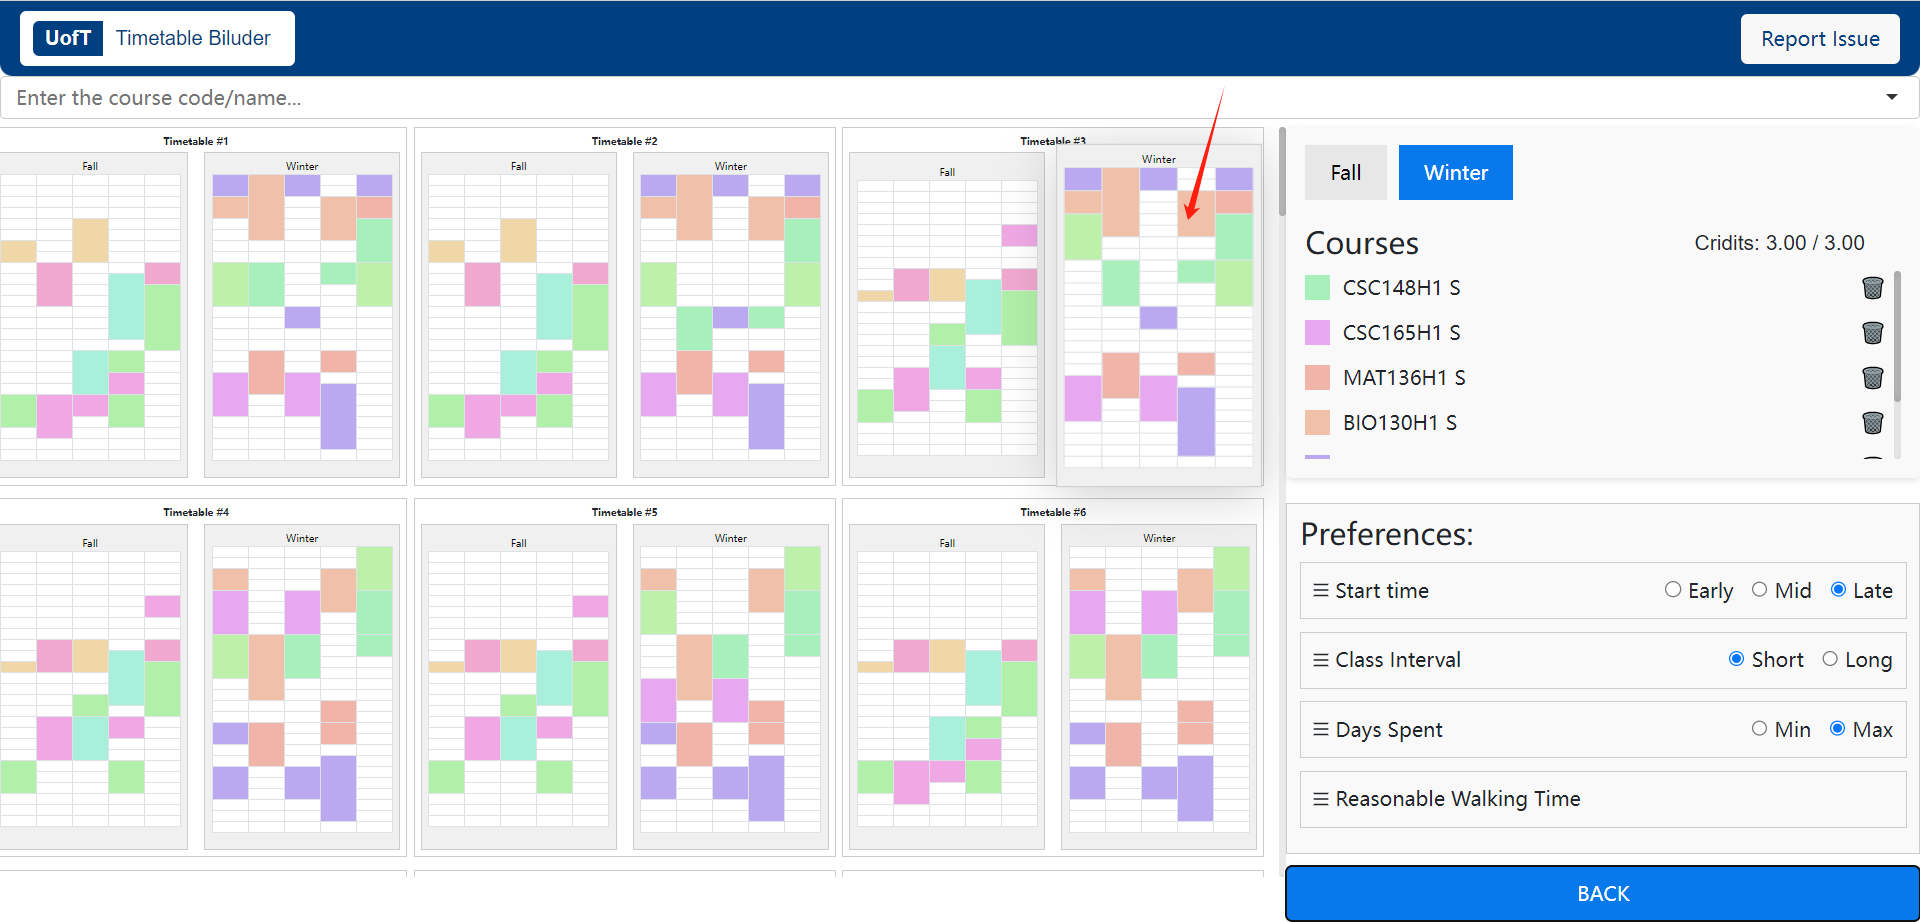 UofT Timetable Biluder
Report Issue
Enter the course code/name...
Timetable #1
Fall
Winter
Timetable #2
Fall
Winter
Timetable #3
Fall
Winter
Timetable #4
Fall
Winter
Timetable #5
Fall
Winter
Timetable #6
Fall
Winter
Fall Winter
Courses Cridits: 3.00 / 3.00
CSC148H1 S
CSC165H1 S
MAT136H1 S
BIO130H1 S
Preferences:
Start time Early Mid Late
Class Interval Short Long
Days Spent Min Max
Reasonable Walking Time
BACK